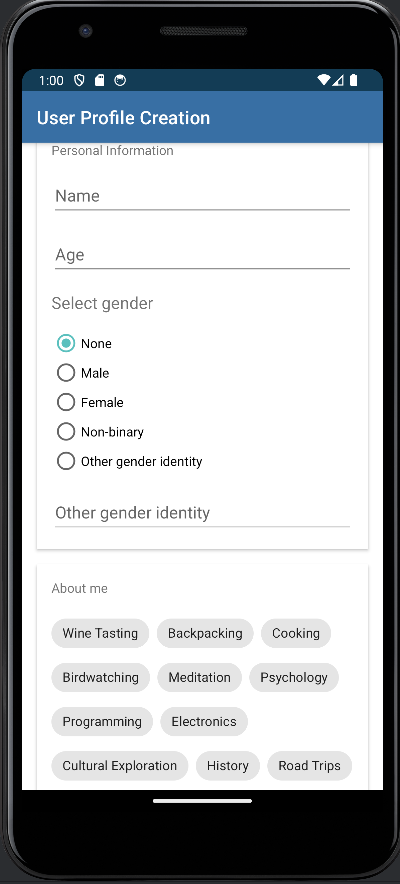 1:00
User Profile Creation
Personal Information
Name
Age
Select gender
None
Male
Female
Non-binary
Other gender identity
Other gender identity
About me
Wine Tasting Backpacking Cooking
Birdwatching Meditation Psychology
Programming Electronics
Cultural Exploration History Road Trips